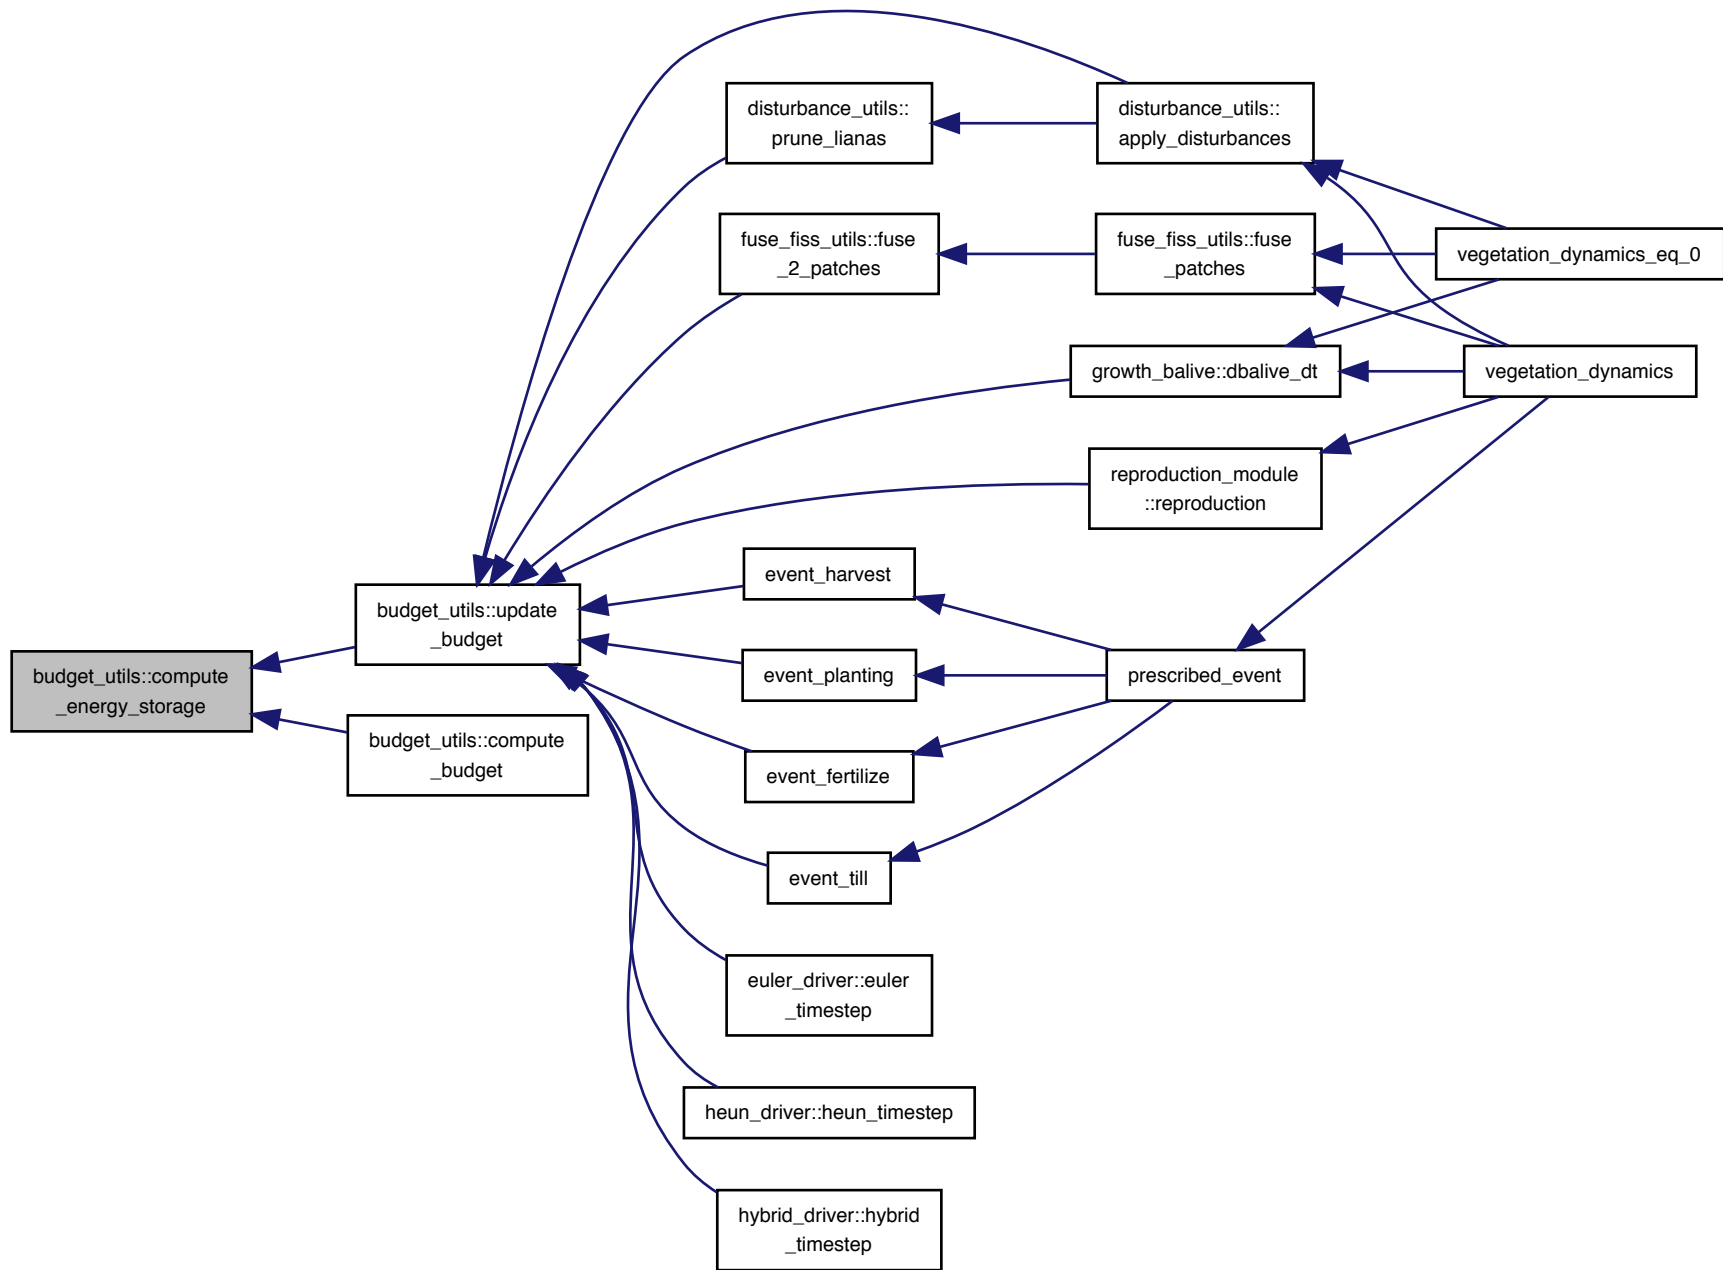 disturbance_utils::
prune_lianas
disturbance_utils::
apply_disturbances
fuse_fiss_utils::fuse
_2_patches
fuse_fiss_utils::fuse
_patches
vegetation_dynamics_eq_0
growth_balive::dbalive_dt
vegetation_dynamics
reproduction_module
::reproduction
event_harvest
budget_utils::update
_budget
event_planting
prescribed_event
budget_utils::compute
_energy_storage
budget_utils::compute
_budget
event_fertilize
event_till
euler_driver::euler
_timestep
heun_driver::heun_timestep
hybrid_driver::hybrid
_timestep